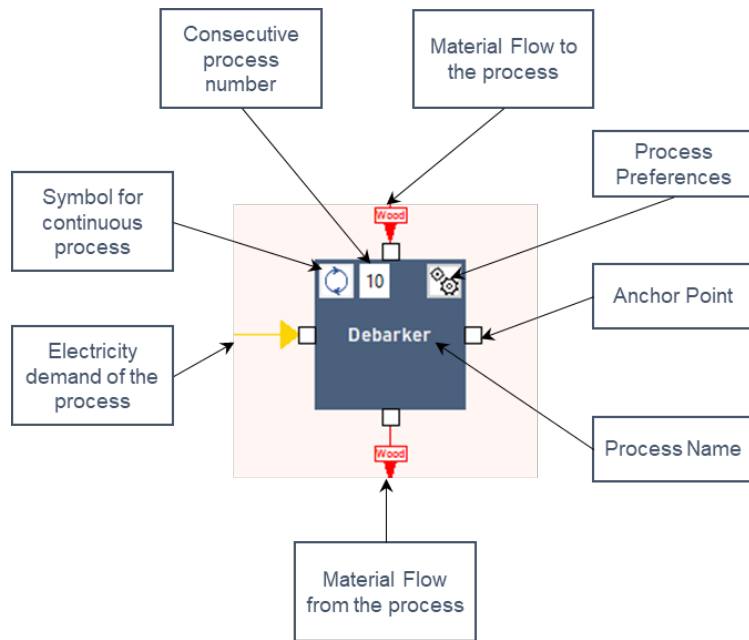 Consecutive
process
number
Material Flow to
the process
Process
Preferences
Symbol for
continuous
process
Wood
10
Debarker
Anchor Point
Electricity
demand of the
process
Process Name
Wood
Material Flow
from the process